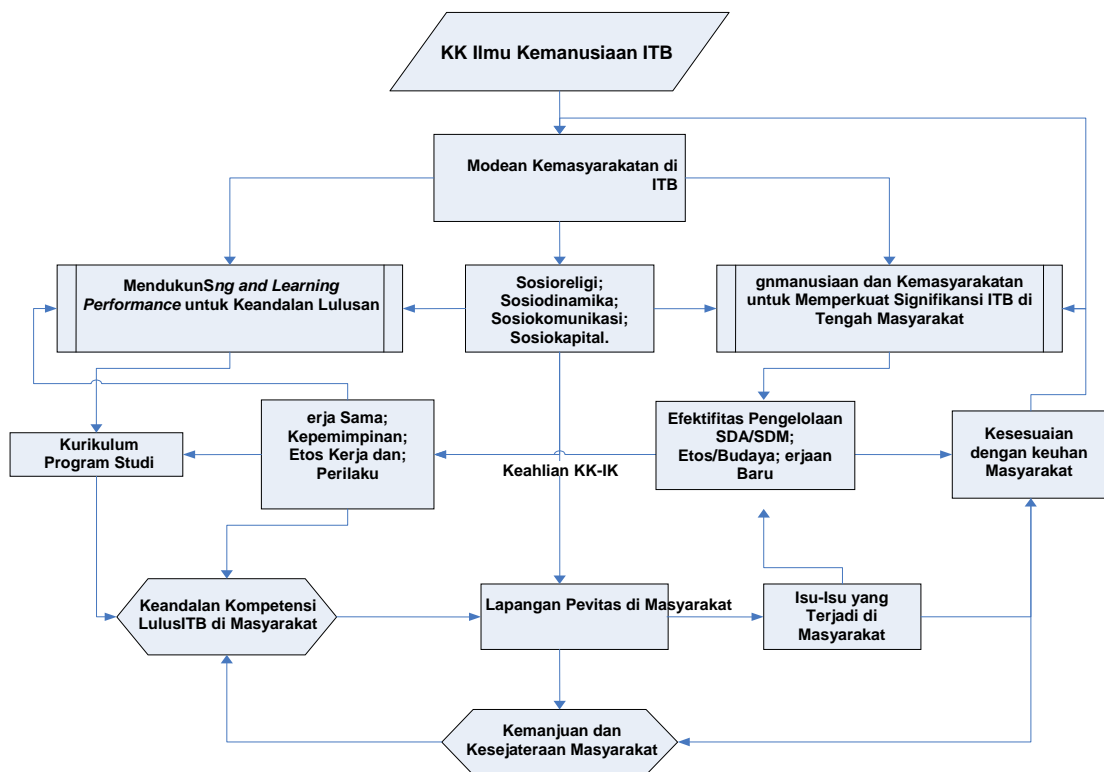 KK Ilmu Kemanusiaan ITB
Modean Kemasyarakatan di
ITB
MendukunSng and Learning
Performance untuk Keandalan Lulusan
Sosioreligi;
Sosiodinamika;
Sosiokomunikasi;
Sosiokapital.
gnmanusiaan dan Kemasyarakatan
untuk Memperkuat Signifikansi ITB di
Tengah Masyarakat
Kurikulum
Program Studi
erja Sama;
Kepemimpinan;
Etos Kerja dan;
Perilaku
Keahlian KK-IK
Efektifitas Pengelolaan
SDA/SDM;
Etos/Budaya; erjaan
Baru
Kesesuaian
dengan keuhan
Masyarakat
Keandalan Kompetensi
LulusITB di Masyarakat
Lapangan Pevitas di Masyarakat
Isu-Isu yang
Terjadi di
Masyarakat
Kemanjuan dan
Kesejateraan Masyarakat